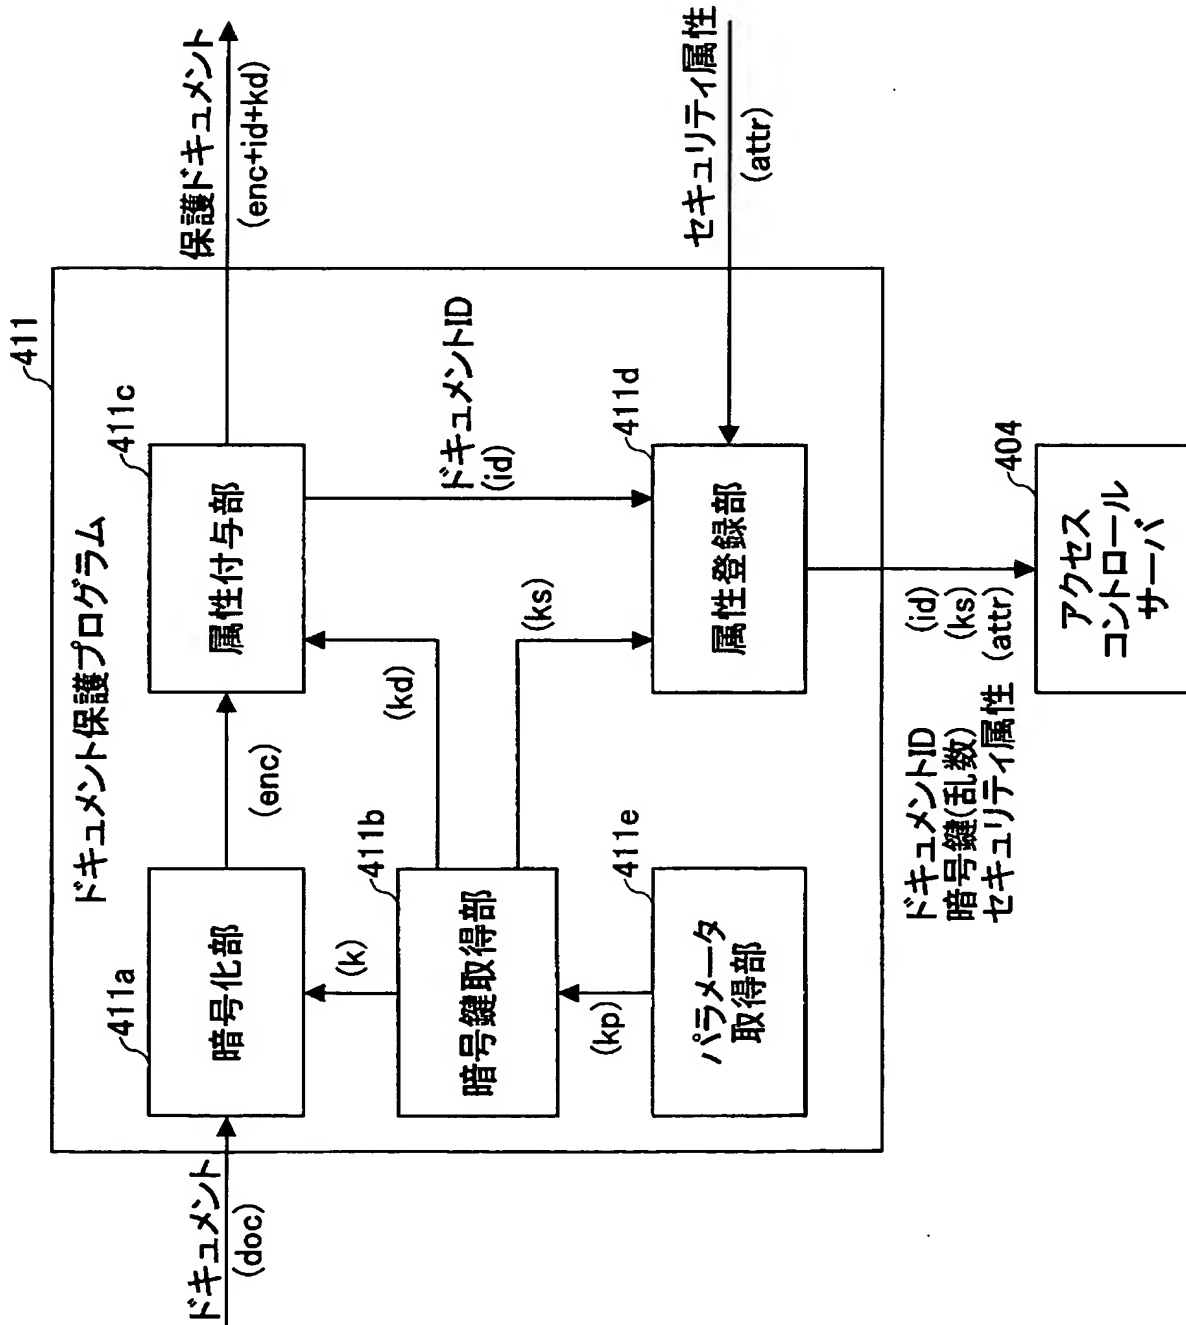 411
ドキュメント保護プログラム
ドキュメント
(doc)
411a
暗号化部
(enc)
411c
属性付与部
保護ドキュメント
(enc+id+kd)
(k)
(kd)
ドキュメントID
(id)
411b
暗号鍵取得部
(ks)
411d
属性登録部
セキュリティ属性
(attr)
(kp)
411e
パラメータ
取得部
ドキュメントID (id)
暗号鍵(乱数) (ks)
セキュリティ属性 (attr)
404
アクセス
コントロール
サーバ